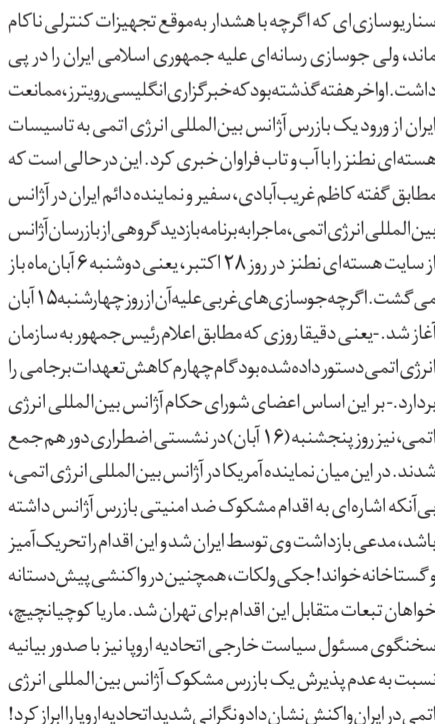 سناریوسازی‌ای که اگرچه با هشدار به‌موقع تجهیزات کنترلی ناکام
ماند، ولی جوسازی رسانه‌ای علیه جمهوری اسلامی ایران را در پی
داشت. اواخر هفته گذشته بود که خبرگزاری انگلیسی رویترز، ممانعت
ایران از ورود یک بازرس آژانس بین‌المللی انرژی اتمی به تاسیسات
هسته‌ای نطنز را با آب و تاب فراوان خبری کرد. این در حالی است که
مطابق گفته کاظم غریب‌آبادی، سفیر و نماینده دائم ایران در آژانس
بین‌المللی انرژی اتمی، ماجرا به برنامه بازدید گروهی از بازرسان آژانس
از سایت هسته‌ای نطنز در روز ۲۸ اکتبر، یعنی دوشنبه ۶ آبان ماه باز
می‌گشت. اگرچه جوسازی‌های غربی علیه آن از روز چهارشنبه ۱۵ آبان
آغاز شد. -یعنی دقیقا روزی که مطابق اعلام رئیس جمهور به سازمان
انرژی اتمی دستور داده شده بود گام چهارم کاهش تعهدات برجامی را
بردارد.- بر این اساس اعضای شورای حکام آژانس بین‌المللی انرژی
اتمی، نیز روز پنجشنبه (۱۶ آبان) در نشستی اضطراری دور هم جمع
شدند. در این میان نماینده آمریکا در آژانس بین‌المللی انرژی اتمی،
بی‌آنکه اشاره‌ای به اقدام مشکوک ضد امنیتی بازرس آژانس داشته
باشد، مدعی بازداشت وی توسط ایران شد و این اقدام را تحریک‌آمیز
و گستاخانه خواند! جکی ولکات، همچنین در واکنشی پیش‌دستانه
خواهان تبعات متقابل این اقدام برای تهران شد. ماریا کوچیانچیچ،
سخنگوی مسئول سیاست خارجی اتحادیه اروپا نیز با صدور بیانیه
نسبت به عدم پذیرش یک بازرس مشکوک آژانس بین‌المللی انرژی
اتمی در ایران واکنش نشان داد و نگرانی شدید اتحادیه اروپا را ابراز کرد!